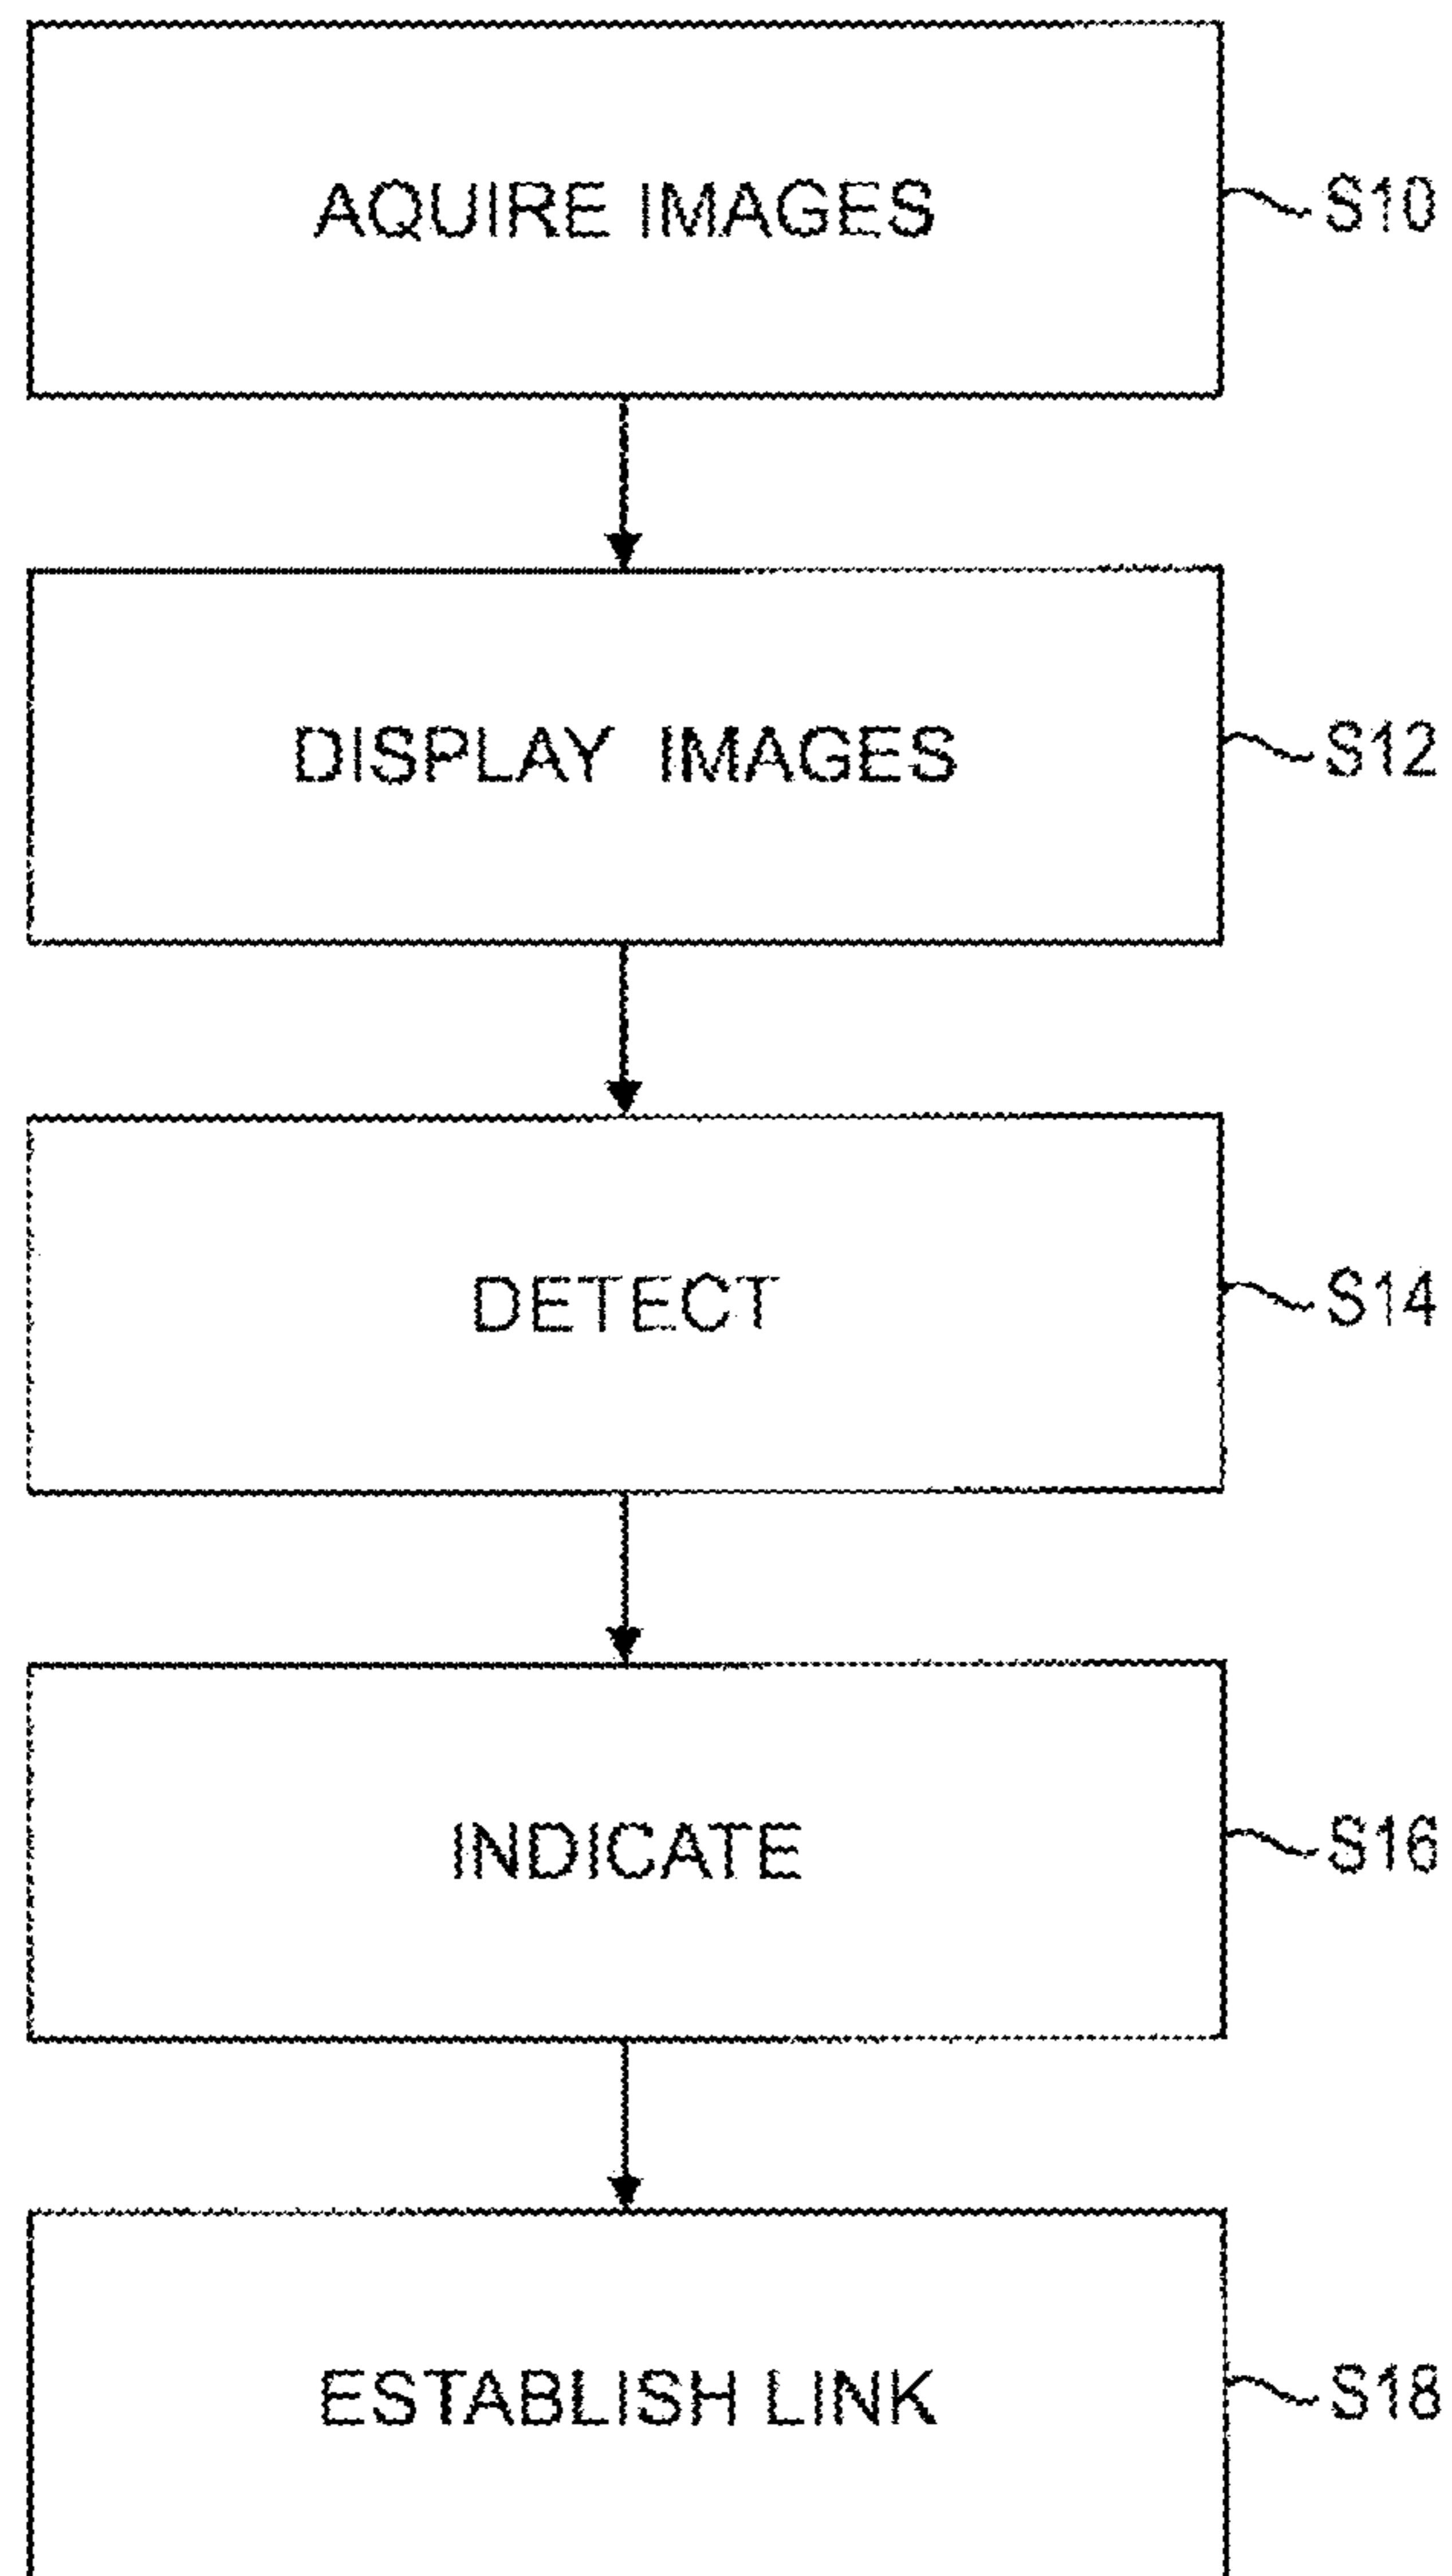 AQUIRE IMAGES S10
DISPLAY IMAGES S12
DETECT S14
INDICATE S16
ESTABLISH LINK S18